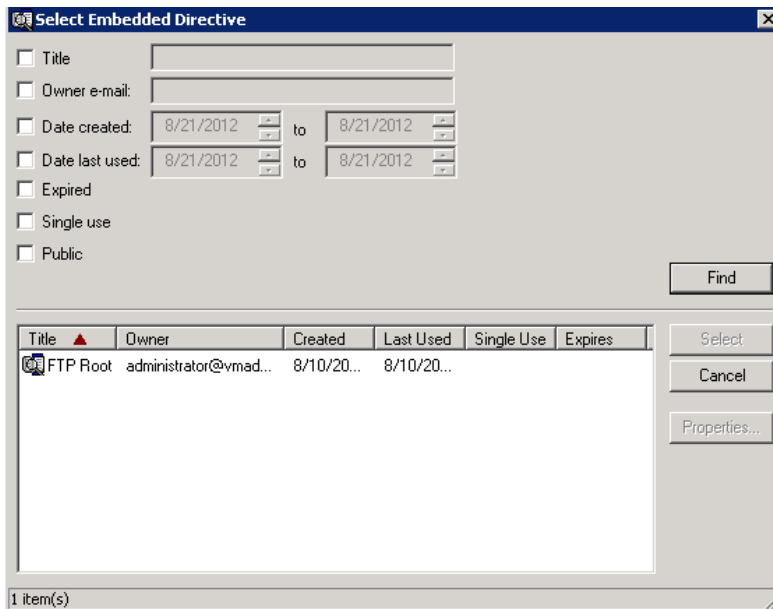 Select Embedded Directive
Title
Owner e-mail:
Date created: 8/21/2012 to 8/21/2012
Date last used: 8/21/2012 to 8/21/2012
Expired
Single use
Public
Find
Title Owner Created Last Used Single Use Expires
FTP Root administrator@vmad... 8/10/20... 8/10/20...
Select
Cancel
Properties...
1 item(s)